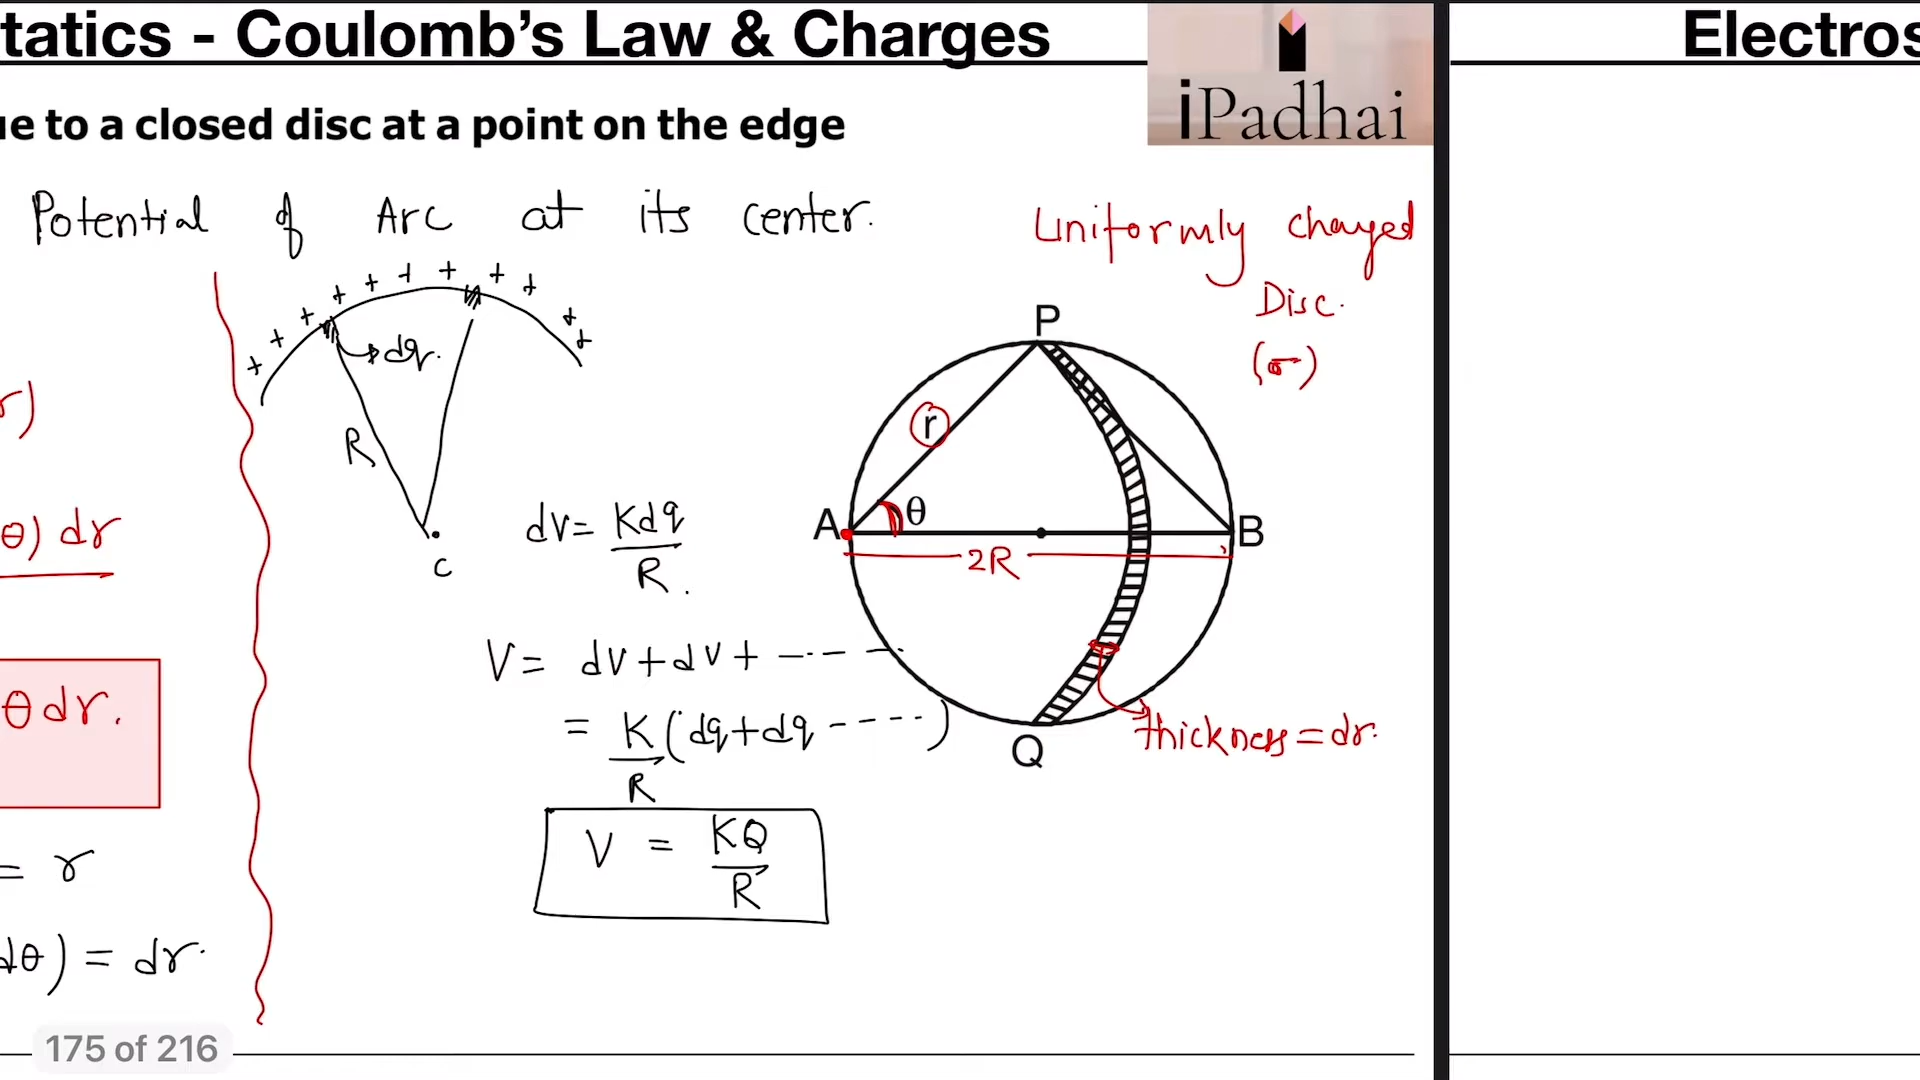 tatics - Coulomb's Law & Charges
iPadhai
Electros
ue to a closed disc at a point on the edge
Potential of Arc at its center.
Uniformly charged
Disc.
(σ)
+ + + + + + + + + + +
dq.
R
C
r)
θ) dr
θdr.
= r
dθ) = dr.
dV = Kdq
R.
V = dV + dV + -----
= K (dq + dq ----)
R
V = KQ
R
P
r
A
θ
B
2R
Q
thickness = dr.
175 of 216